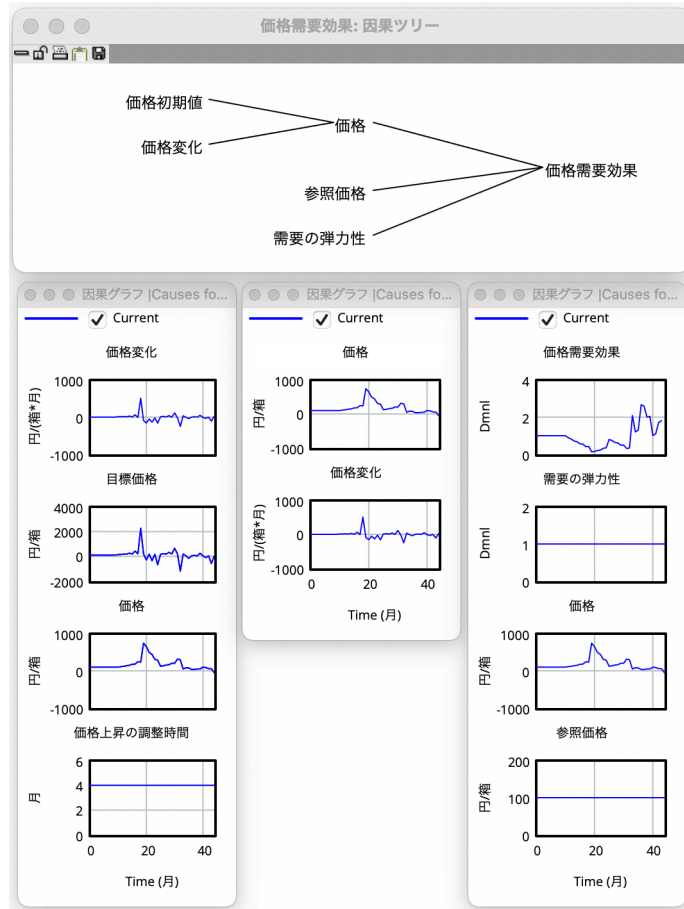 価格需要効果: 因果ツリー
価格初期値
価格変化
価格
参照価格
需要の弾力性
価格需要効果
因果グラフ |Causes fo...
Current
価格変化
円/(箱*月)
1000
0
-1000
目標価格
円/箱
4000
2000
0
-2000
価格
円/箱
1000
0
-1000
価格上昇の調整時間
月
6
4
2
0
0 20 40
Time (月)
因果グラフ |Causes fo...
Current
価格
円/箱
1000
0
-1000
価格変化
円/(箱*月)
1000
0
-1000
0 20 40
Time (月)
因果グラフ |Causes fo...
Current
価格需要効果
Dmnl
4
2
0
需要の弾力性
Dmnl
2
1
0
価格
円/箱
1000
0
-1000
参照価格
円/箱
200
100
0
0 20 40
Time (月)